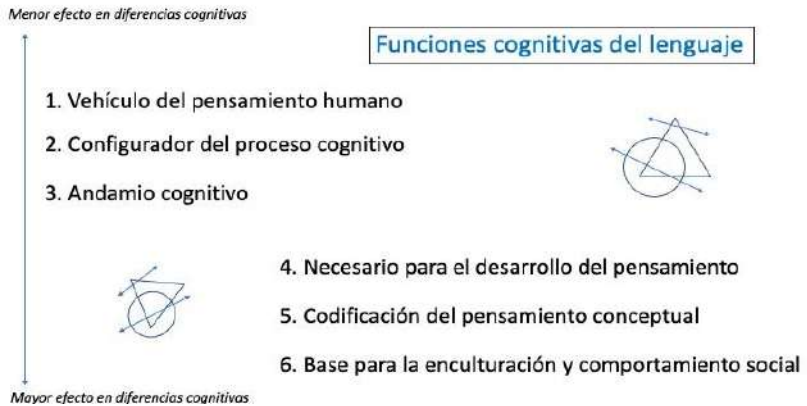 Menor efecto en diferencias cognitivas
Funciones cognitivas del lenguaje
1. Vehículo del pensamiento humano
2. Configurador del proceso cognitivo
3. Andamio cognitivo
4. Necesario para el desarrollo del pensamiento
5. Codificación del pensamiento conceptual
6. Base para la enculturación y comportamiento social
Mayor efecto en diferencias cognitivas